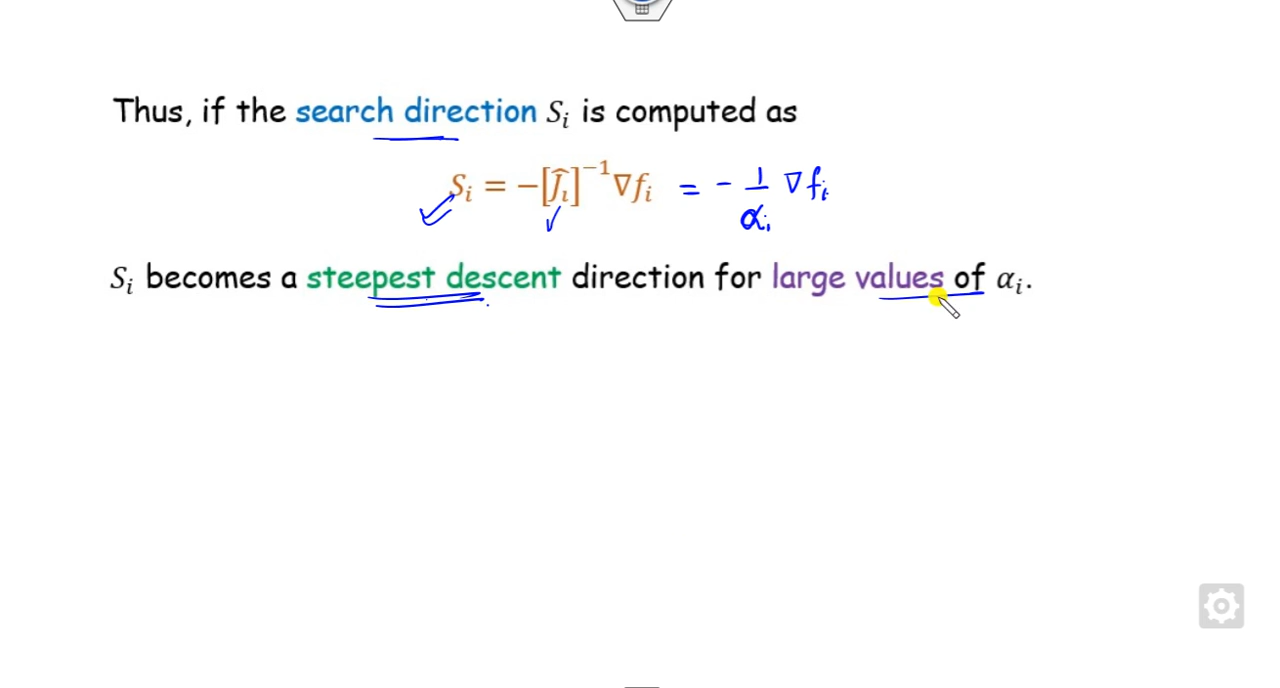 Thus, if the search direction Sᵢ is computed as
Sᵢ = −[Ĵᵢ]⁻¹∇fᵢ = - 1/αᵢ ∇fᵢ
Sᵢ becomes a steepest descent direction for large values of αᵢ.